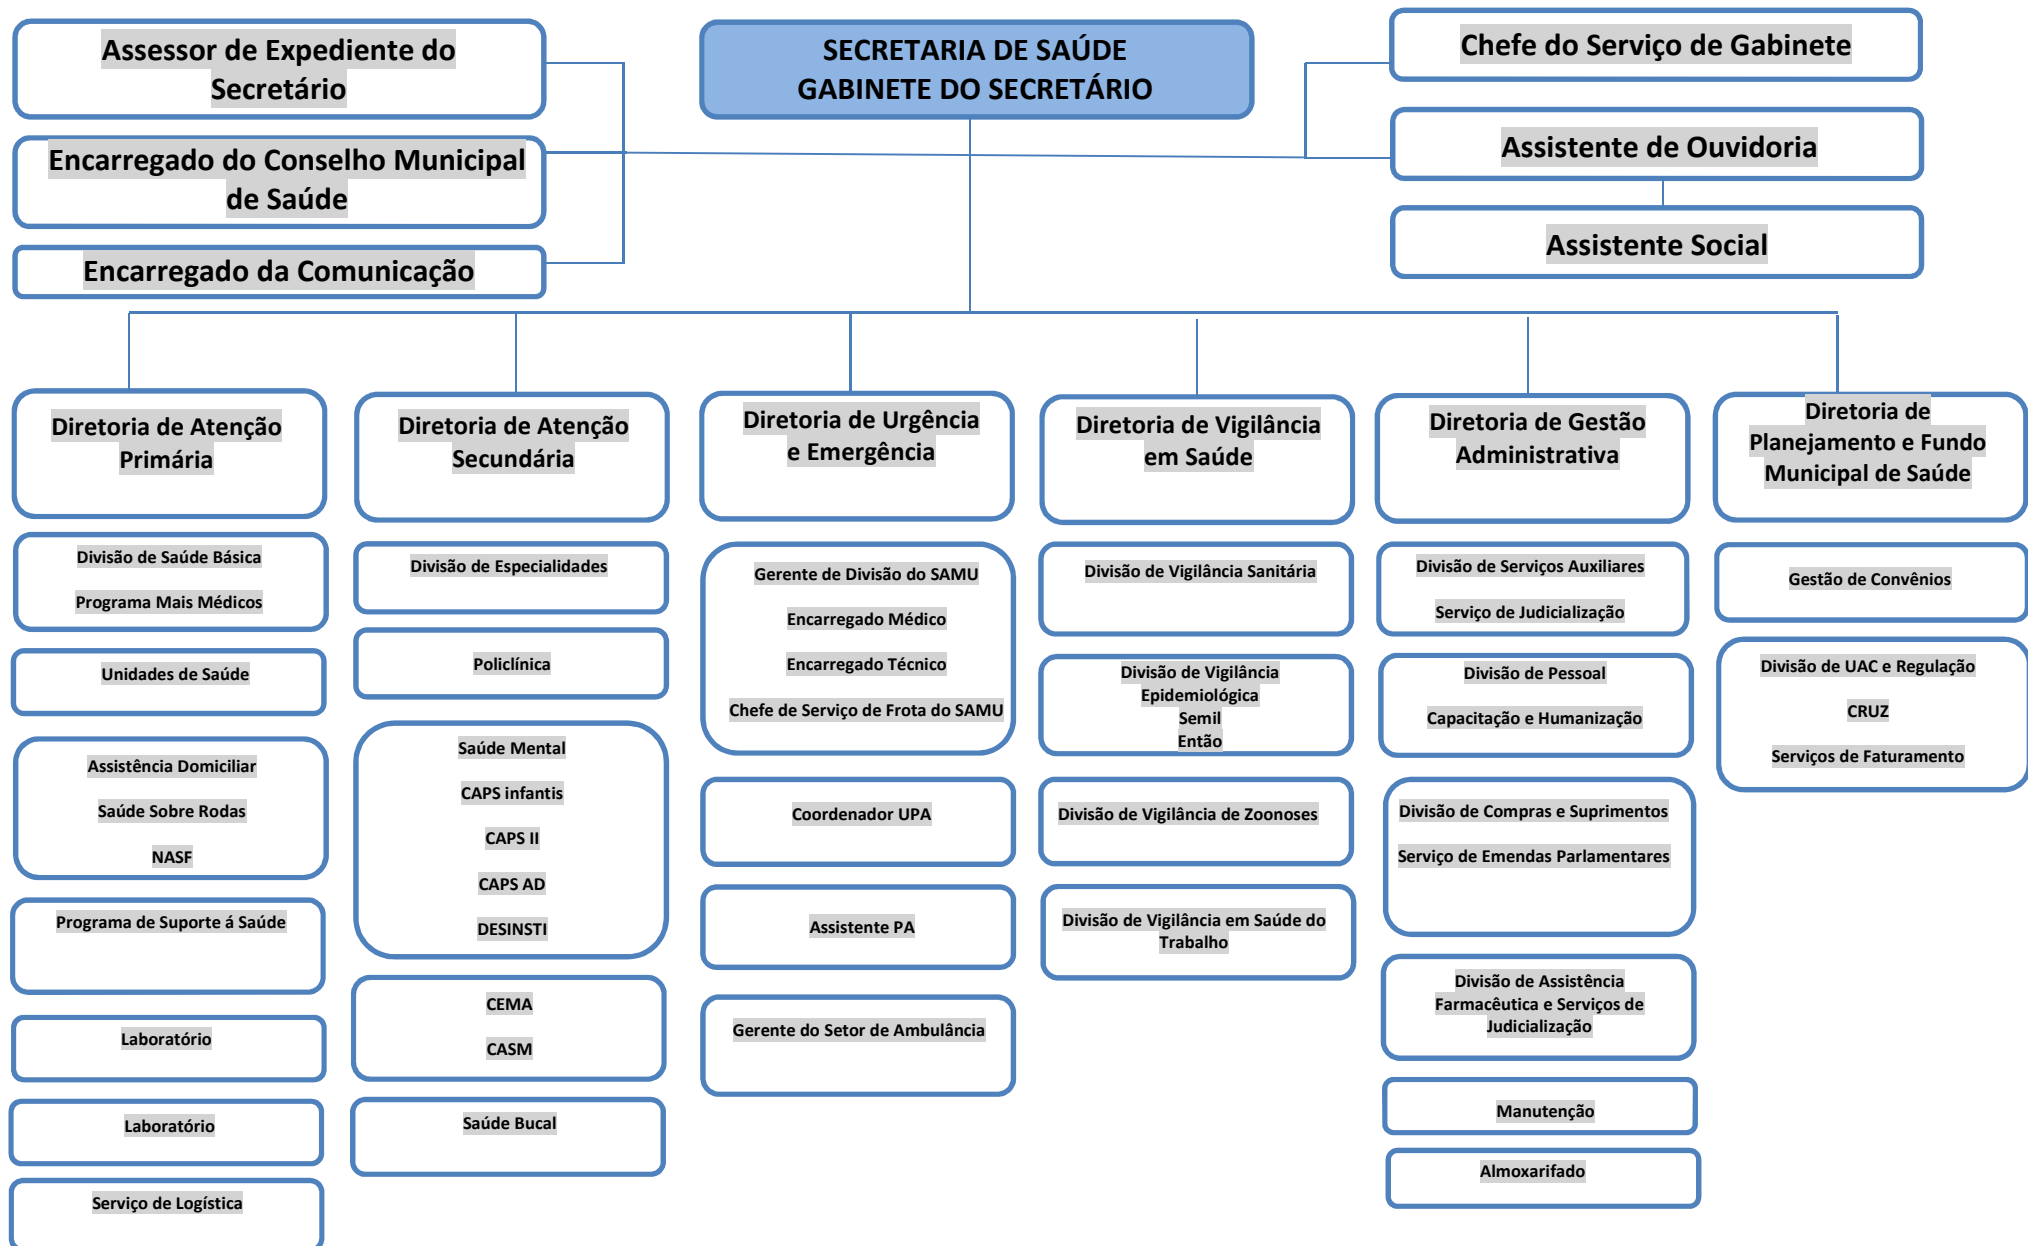 Assessor de Expediente do
Secretário
Encarregado do Conselho Municipal
de Saúde
Encarregado da Comunicação
SECRETARIA DE SAÚDE
GABINETE DO SECRETÁRIO
Chefe do Serviço de Gabinete
Assistente de Ouvidoria
Assistente Social
Diretoria de Atenção
Primária
Divisão de Saúde Básica
Programa Mais Médicos
Unidades de Saúde
Assistência Domiciliar
Saúde Sobre Rodas
NASF
Programa de Suporte á Saúde
Laboratório
Laboratório
Serviço de Logística
Diretoria de Atenção
Secundária
Divisão de Especialidades
Policlínica
Saúde Mental
CAPS infantis
CAPS II
CAPS AD
DESINSTI
CEMA
CASM
Saúde Bucal
Diretoria de Urgência
e Emergência
Gerente de Divisão do SAMU
Encarregado Médico
Encarregado Técnico
Chefe de Serviço de Frota do SAMU
Coordenador UPA
Assistente PA
Gerente do Setor de Ambulância
Diretoria de Vigilância
em Saúde
Divisão de Vigilância Sanitária
Divisão de Vigilância
Epidemiológica
Semil
Então
Divisão de Vigilância de Zoonoses
Divisão de Vigilância em Saúde do
Trabalho
Diretoria de Gestão
Administrativa
Divisão de Serviços Auxiliares
Serviço de Judicialização
Divisão de Pessoal
Capacitação e Humanização
Divisão de Compras e Suprimentos
Serviço de Emendas Parlamentares
Divisão de Assistência
Farmacêutica e Serviços de
Judicialização
Manutenção
Almoxarifado
Diretoria de
Planejamento e Fundo
Municipal de Saúde
Gestão de Convênios
Divisão de UAC e Regulação
CRUZ
Serviços de Faturamento